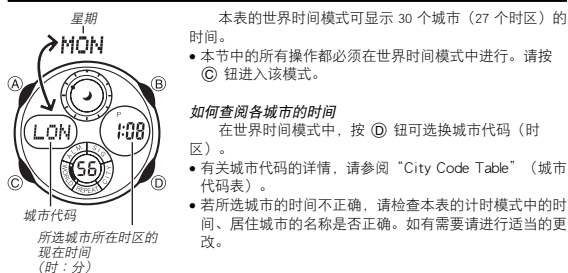 星期
MON
Ⓐ
Ⓑ
LON
P
1:08
ALM
SIG
56
REPEAT
CITY
Ⓒ
Ⓓ
城市代码
所选城市所在时区的
现在时间
(时：分)
本表的世界时间模式可显示 30 个城市（27 个时区）的
时间。
• 本节中的所有操作都必须在世界时间模式中进行。请按
Ⓒ 钮进入该模式。
如何查阅各城市的时间
在世界时间模式中，按 Ⓓ 钮可选换城市代码（时
区）。
• 有关城市代码的详情，请参阅“City Code Table”（城市
代码表）。
• 若所选城市的时间不正确，请检查本表的计时模式中的时
间、居住城市的名称是否正确。如有需要请进行适当的更
改。